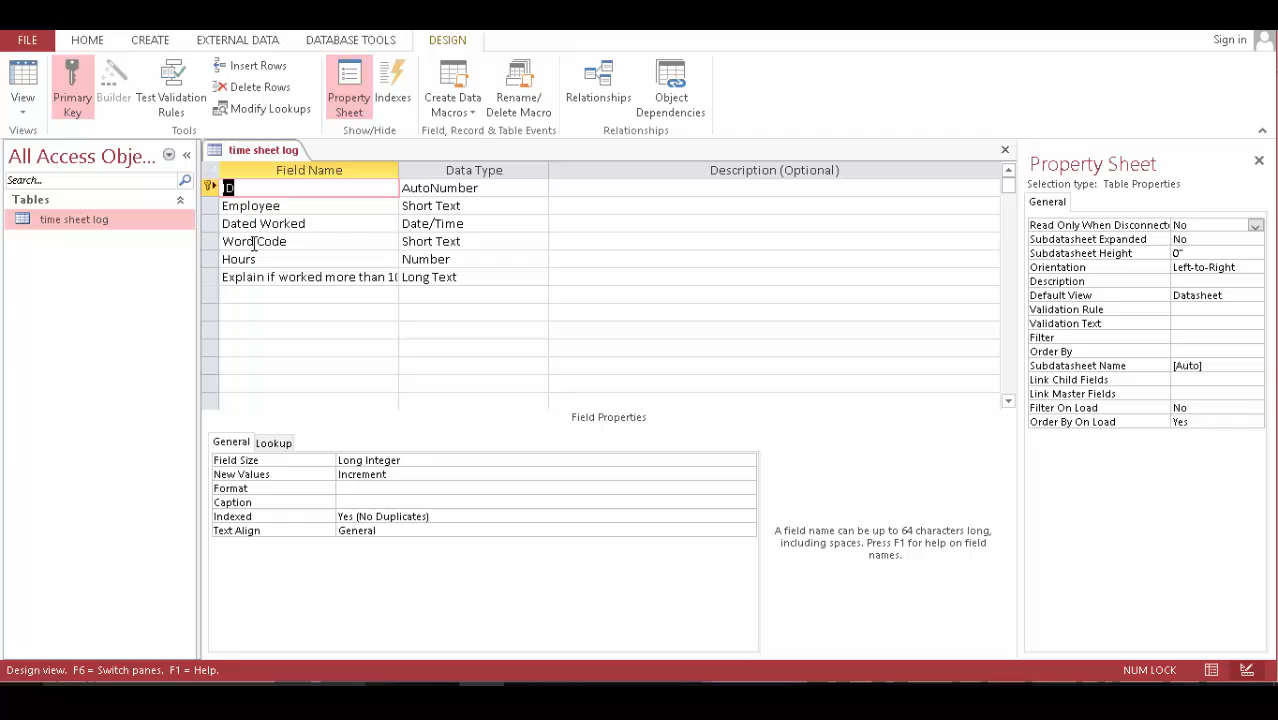 FILE HOME CREATE EXTERNAL DATA DATABASE TOOLS DESIGN Sign in
View
Views
Primary Key
Builder
Test Validation Rules
Insert Rows
Delete Rows
Modify Lookups
Tools
Property Sheet
Indexes
Show/Hide
Create Data Macros
Rename/ Delete Macro
Field, Record & Table Events
Relationships
Object Dependencies
Relationships
All Access Obje...
Search...
Tables
time sheet log
time sheet log
Field Name Data Type Description (Optional)
ID AutoNumber
Employee Short Text
Dated Worked Date/Time
Word Code Short Text
Hours Number
Explain if worked more than 10 Long Text
Field Properties
General Lookup
Field Size Long Integer
New Values Increment
Format
Caption
Indexed Yes (No Duplicates)
Text Align General
A field name can be up to 64 characters long,
including spaces. Press F1 for help on field
names.
Property Sheet
Selection type: Table Properties
General
Read Only When Disconnect No
Subdatasheet Expanded No
Subdatasheet Height 0"
Orientation Left-to-Right
Description
Default View Datasheet
Validation Rule
Validation Text
Filter
Order By
Subdatasheet Name [Auto]
Link Child Fields
Link Master Fields
Filter On Load No
Order By On Load Yes
Design view. F6 = Switch panes. F1 = Help. NUM LOCK